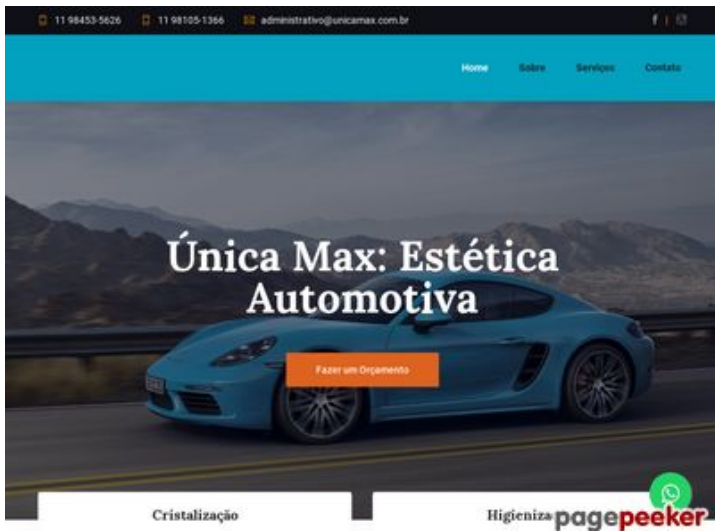 11 98453-5626 11 98105-1366 administrativo@unicamax.com.br
Home Sobre Serviços Contato
Única Max: Estética
Automotiva
Fazer um Orçamento
Cristalização Higieniza
pagepeeker